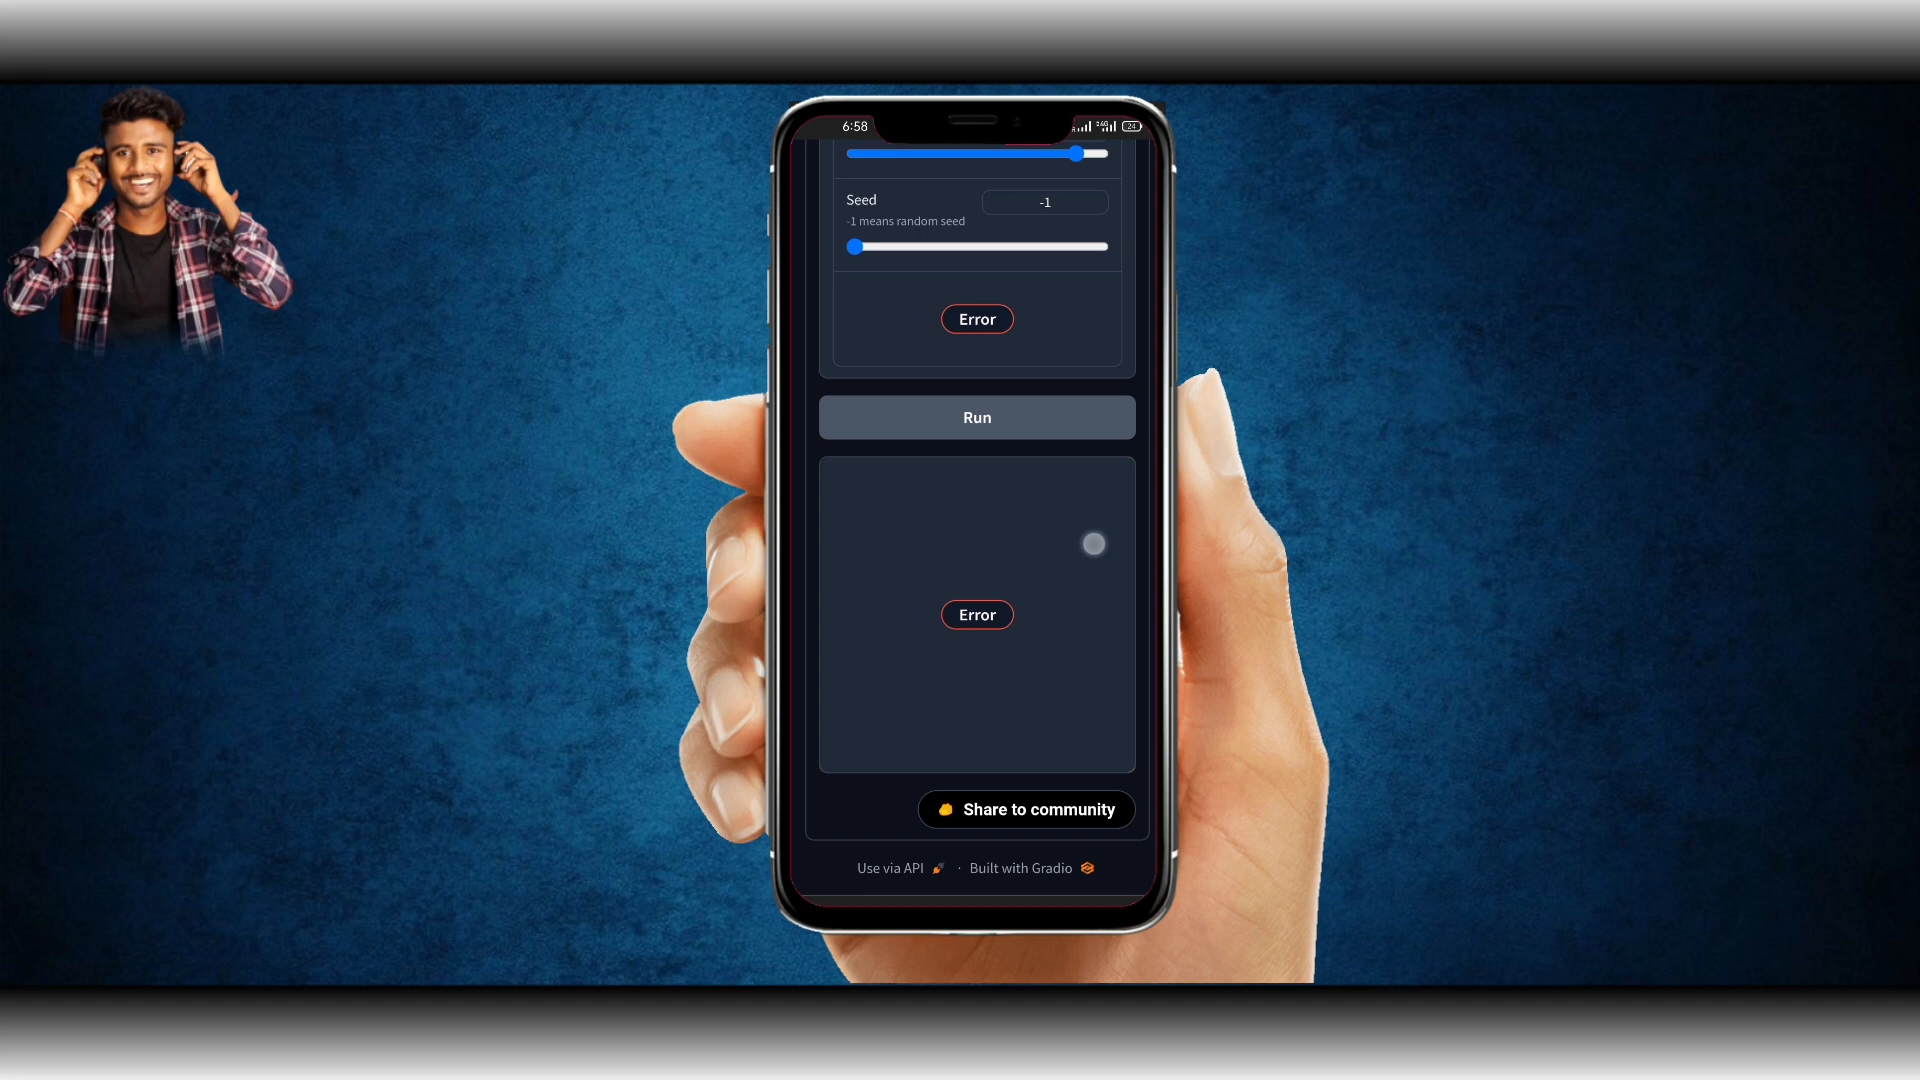 6:58
24
Seed
-1
-1 means random seed
Error
Run
Error
Share to community
Use via API · Built with Gradio